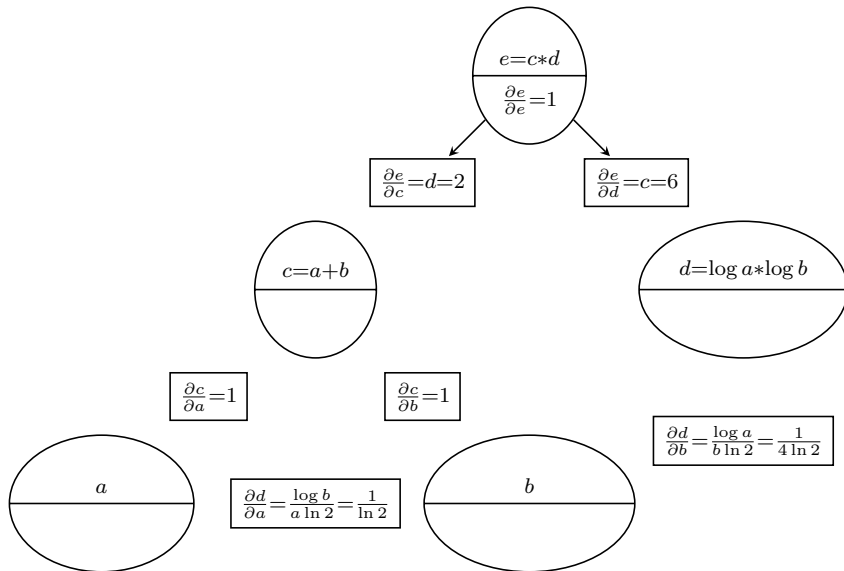 e=c*d
∂e/∂e=1
∂e/∂c=d=2
∂e/∂d=c=6
c=a+b
d=log a*log b
∂c/∂a=1
∂c/∂b=1
∂d/∂b=log a/b ln 2=1/4 ln 2
a
∂d/∂a=log b/a ln 2=1/ln 2
b